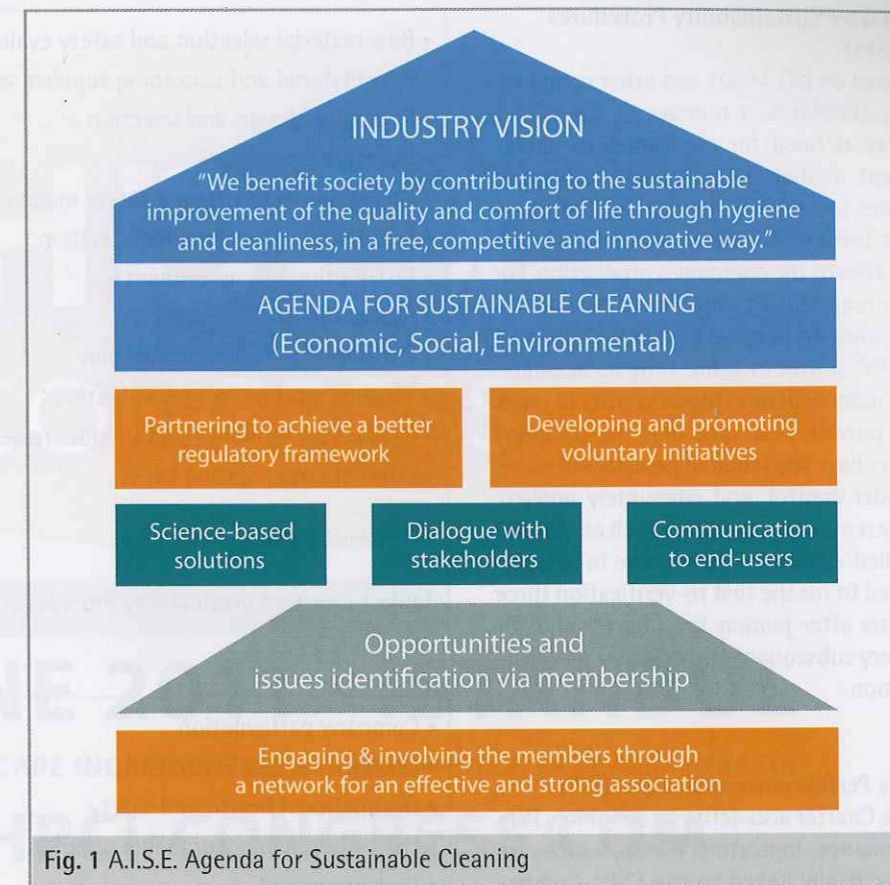 INDUSTRY VISION
"We benefit society by contributing to the sustainable
improvement of the quality and comfort of life through hygiene
and cleanliness, in a free, competitive and innovative way."
AGENDA FOR SUSTAINABLE CLEANING
(Economic, Social, Environmental)
Partnering to achieve a better
regulatory framework
Developing and promoting
voluntary initiatives
Science-based
solutions
Dialogue with
stakeholders
Communication
to end-users
Opportunities and
issues identification via membership
Engaging & involving the members through
a network for an effective and strong association
Fig. 1 A.I.S.E. Agenda for Sustainable Cleaning